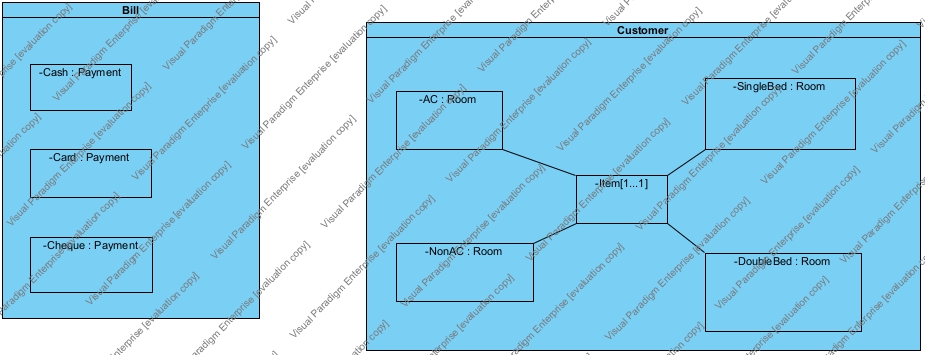 Bill
-Cash : Payment
-Card : Payment
-Cheque : Payment
Customer
-AC : Room
-SingleBed : Room
-Item[1...1]
-NonAC : Room
-DoubleBed : Room
Visual Paradigm Enterprise [evaluation copy]